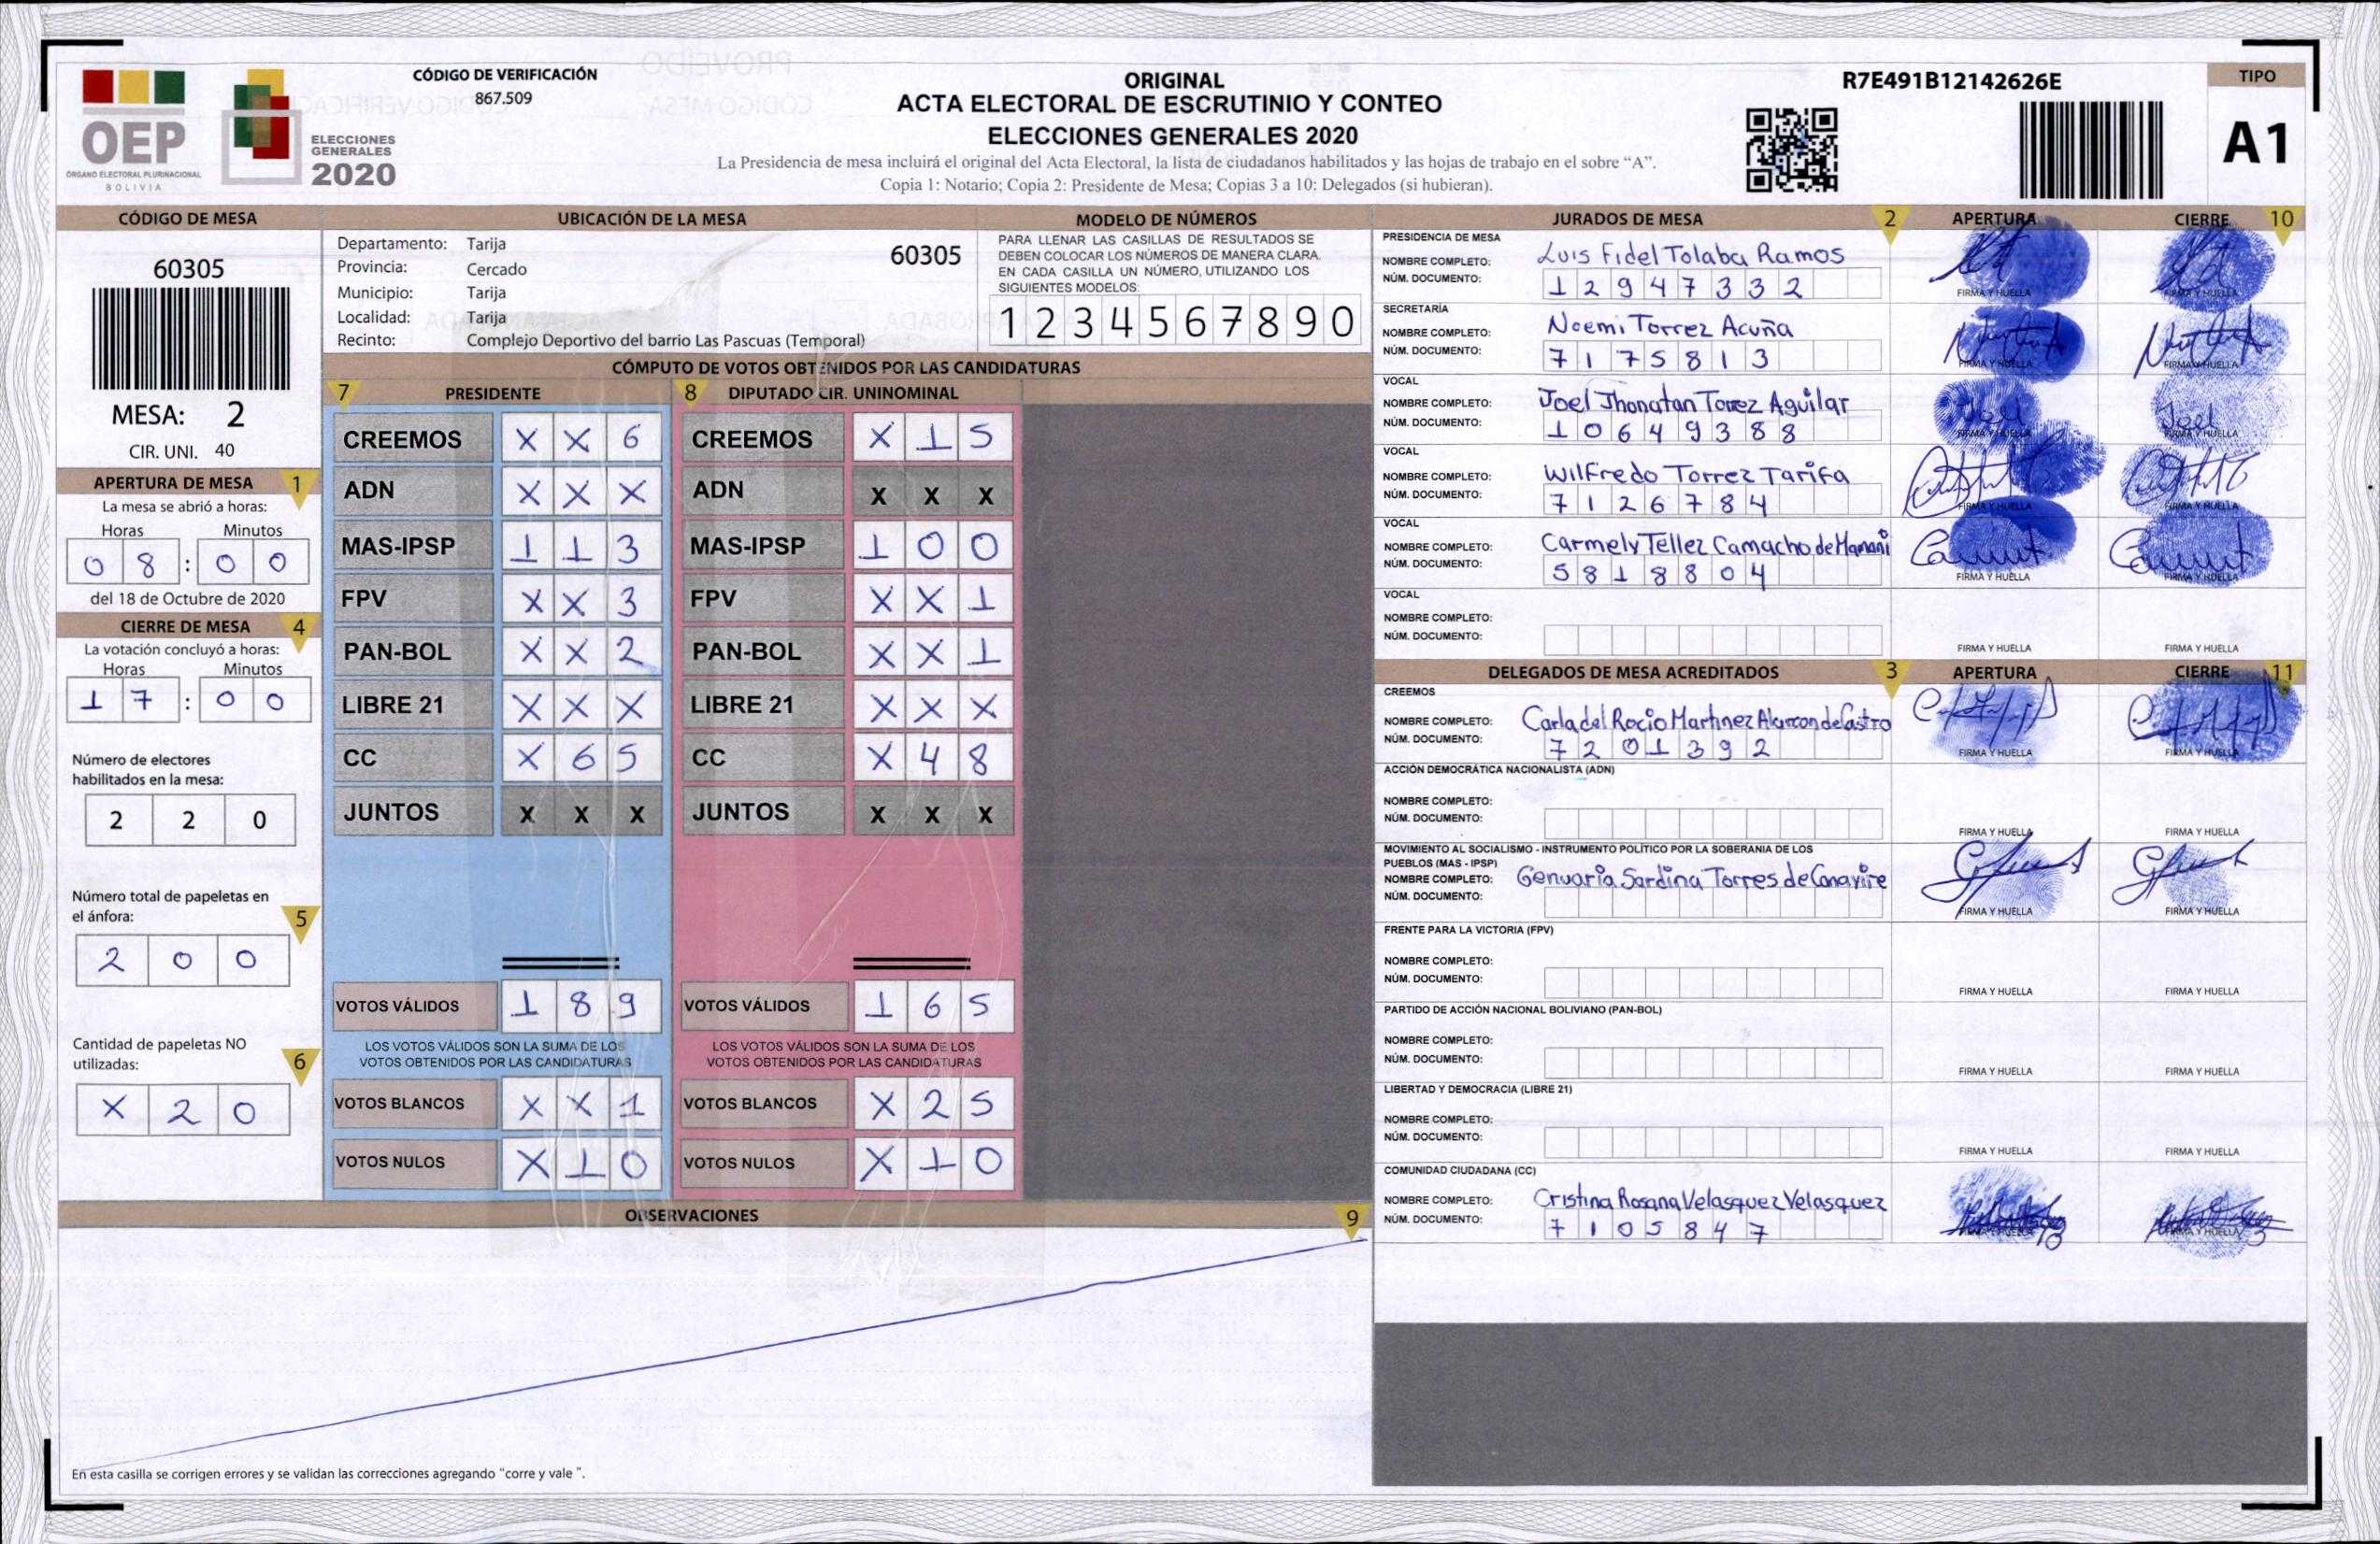 CÓDIGO DE VERIFICACIÓN
867.509
OEP
ÓRGANO ELECTORAL PLURINACIONAL
BOLIVIA
ELECCIONES
GENERALES
2020
ORIGINAL
ACTA ELECTORAL DE ESCRUTINIO Y CONTEO
ELECCIONES GENERALES 2020
La Presidencia de mesa incluirá el original del Acta Electoral, la lista de ciudadanos habilitados y las hojas de trabajo en el sobre “A”.
Copia 1: Notario; Copia 2: Presidente de Mesa; Copias 3 a 10: Delegados (si hubieran).
R7E491B12142626E
TIPO
A1
CÓDIGO DE MESA
60305
MESA: 2
CIR. UNI. 40
APERTURA DE MESA 1
La mesa se abrió a horas:
Horas Minutos
0 8 : 0 0
del 18 de Octubre de 2020
CIERRE DE MESA 4
La votación concluyó a horas:
Horas Minutos
1 7 : 0 0
Número de electores
habilitados en la mesa:
2 2 0
Número total de papeletas en
el ánfora: 5
2 0 0
Cantidad de papeletas NO
utilizadas: 6
X 2 0
UBICACIÓN DE LA MESA
Departamento: Tarija
60305
Provincia: Cercado
Municipio: Tarija
Localidad: Tarija
Recinto: Complejo Deportivo del barrio Las Pascuas (Temporal)
MODELO DE NÚMEROS
PARA LLENAR LAS CASILLAS DE RESULTADOS SE
DEBEN COLOCAR LOS NÚMEROS DE MANERA CLARA.
EN CADA CASILLA UN NÚMERO, UTILIZANDO LOS
SIGUIENTES MODELOS:
1 2 3 4 5 6 7 8 9 0
CÓMPUTO DE VOTOS OBTENIDOS POR LAS CANDIDATURAS
7 PRESIDENTE
CREEMOS X X 6
ADN X X X
MAS-IPSP 1 1 3
FPV X X 3
PAN-BOL X X 2
LIBRE 21 X X X
CC X 6 5
JUNTOS X X X
VOTOS VÁLIDOS 1 8 9
LOS VOTOS VÁLIDOS SON LA SUMA DE LOS
VOTOS OBTENIDOS POR LAS CANDIDATURAS
VOTOS BLANCOS X X 1
VOTOS NULOS X 1 0
8 DIPUTADO CIR. UNINOMINAL
CREEMOS X 1 5
ADN X X X
MAS-IPSP 1 0 0
FPV X X 1
PAN-BOL X X 1
LIBRE 21 X X X
CC X 4 8
JUNTOS X X X
VOTOS VÁLIDOS 1 6 5
LOS VOTOS VÁLIDOS SON LA SUMA DE LOS
VOTOS OBTENIDOS POR LAS CANDIDATURAS
VOTOS BLANCOS X 2 5
VOTOS NULOS X 1 0
OBSERVACIONES 9
En esta casilla se corrigen errores y se validan las correcciones agregando “corre y vale ”.
JURADOS DE MESA 2 APERTURA CIERRE 10
PRESIDENCIA DE MESA
NOMBRE COMPLETO: Luis Fidel Tolaba Ramos
NÚM. DOCUMENTO: 1 2 9 4 7 3 3 2
FIRMA Y HUELLA FIRMA Y HUELLA
SECRETARÍA
NOMBRE COMPLETO: Noemi Torrez Acuña
NÚM. DOCUMENTO: 7 1 7 5 8 1 3
FIRMA Y HUELLA FIRMA Y HUELLA
VOCAL
NOMBRE COMPLETO: Joel Jhonatan Torrez Aguilar
NÚM. DOCUMENTO: 1 0 6 4 9 3 8 8
FIRMA Y HUELLA FIRMA Y HUELLA
VOCAL
NOMBRE COMPLETO: Wilfredo Torrez Tarifa
NÚM. DOCUMENTO: 7 1 2 6 7 8 4
FIRMA Y HUELLA FIRMA Y HUELLA
VOCAL
NOMBRE COMPLETO: Carmely Tellez Camacho de Mamani
NÚM. DOCUMENTO: 5 8 1 8 8 0 4
FIRMA Y HUELLA FIRMA Y HUELLA
VOCAL
NOMBRE COMPLETO:
NÚM. DOCUMENTO:
FIRMA Y HUELLA FIRMA Y HUELLA
DELEGADOS DE MESA ACREDITADOS 3 APERTURA CIERRE 11
CREEMOS
NOMBRE COMPLETO: Carla del Rocio Martinez Alarcon de Castro
NÚM. DOCUMENTO: 7 2 0 1 3 9 2
FIRMA Y HUELLA FIRMA Y HUELLA
ACCIÓN DEMOCRÁTICA NACIONALISTA (ADN)
NOMBRE COMPLETO:
NÚM. DOCUMENTO:
FIRMA Y HUELLA FIRMA Y HUELLA
MOVIMIENTO AL SOCIALISMO - INSTRUMENTO POLÍTICO POR LA SOBERANIA DE LOS
PUEBLOS (MAS - IPSP)
NOMBRE COMPLETO: Genuaria Sardina Torres de Canavire
NÚM. DOCUMENTO:
FIRMA Y HUELLA FIRMA Y HUELLA
FRENTE PARA LA VICTORIA (FPV)
NOMBRE COMPLETO:
NÚM. DOCUMENTO:
FIRMA Y HUELLA FIRMA Y HUELLA
PARTIDO DE ACCIÓN NACIONAL BOLIVIANO (PAN-BOL)
NOMBRE COMPLETO:
NÚM. DOCUMENTO:
FIRMA Y HUELLA FIRMA Y HUELLA
LIBERTAD Y DEMOCRACIA (LIBRE 21)
NOMBRE COMPLETO:
NÚM. DOCUMENTO:
FIRMA Y HUELLA FIRMA Y HUELLA
COMUNIDAD CIUDADANA (CC)
NOMBRE COMPLETO: Cristina Rosana Velasquez Velasquez
NÚM. DOCUMENTO: 7 1 0 5 8 4 7
FIRMA Y HUELLA FIRMA Y HUELLA